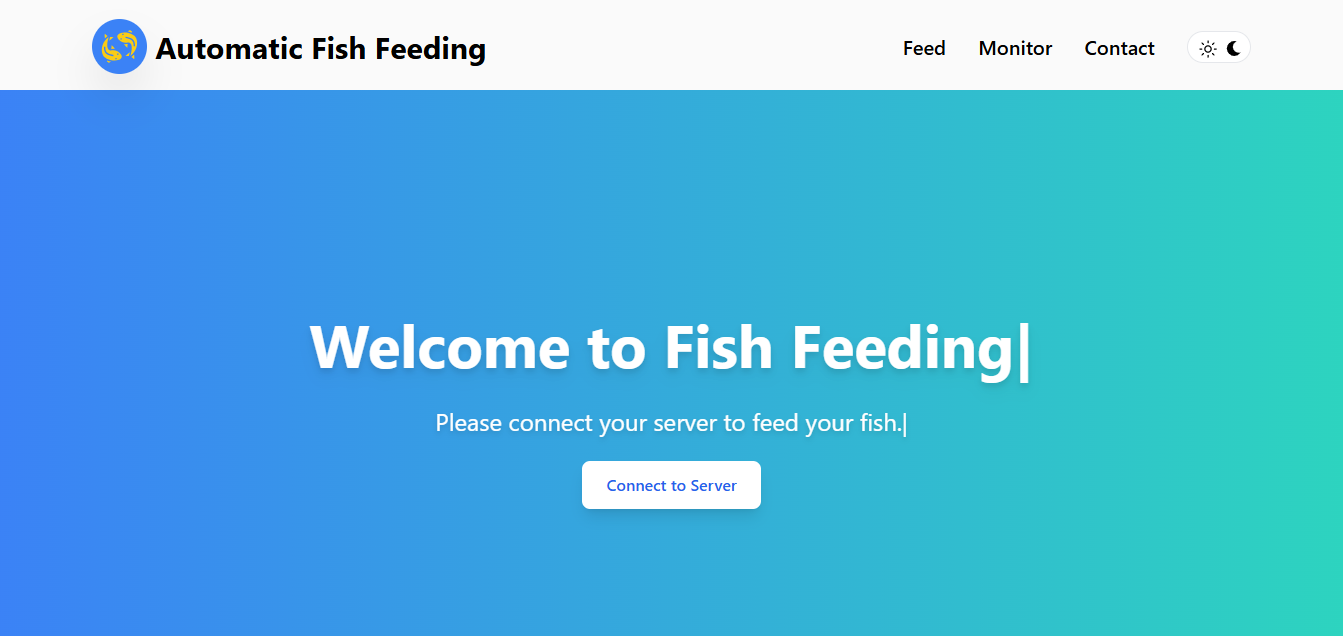 Automatic Fish Feeding
Feed Monitor Contact
Welcome to Fish Feeding|
Please connect your server to feed your fish.|
Connect to Server